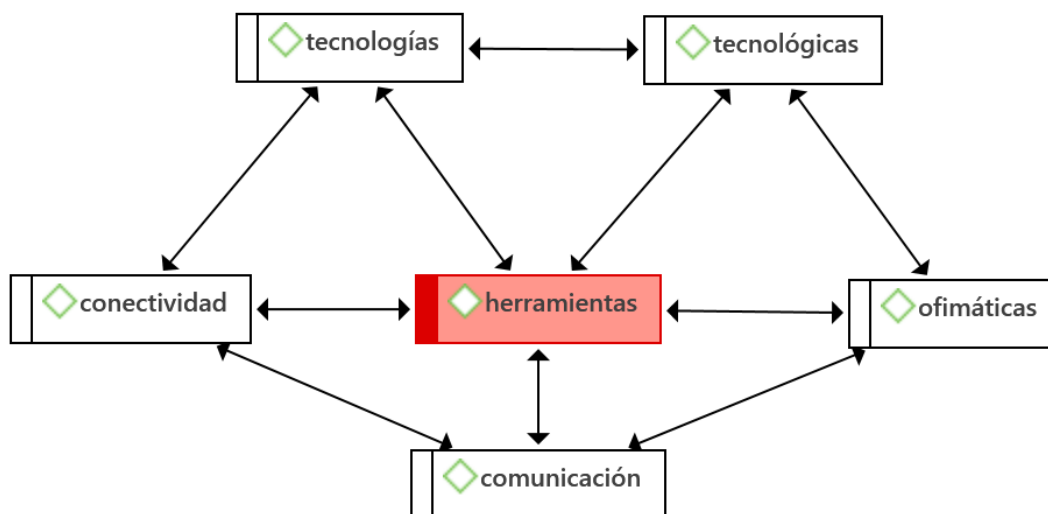 tecnologías
tecnológicas
conectividad
herramientas
ofimáticas
comunicación